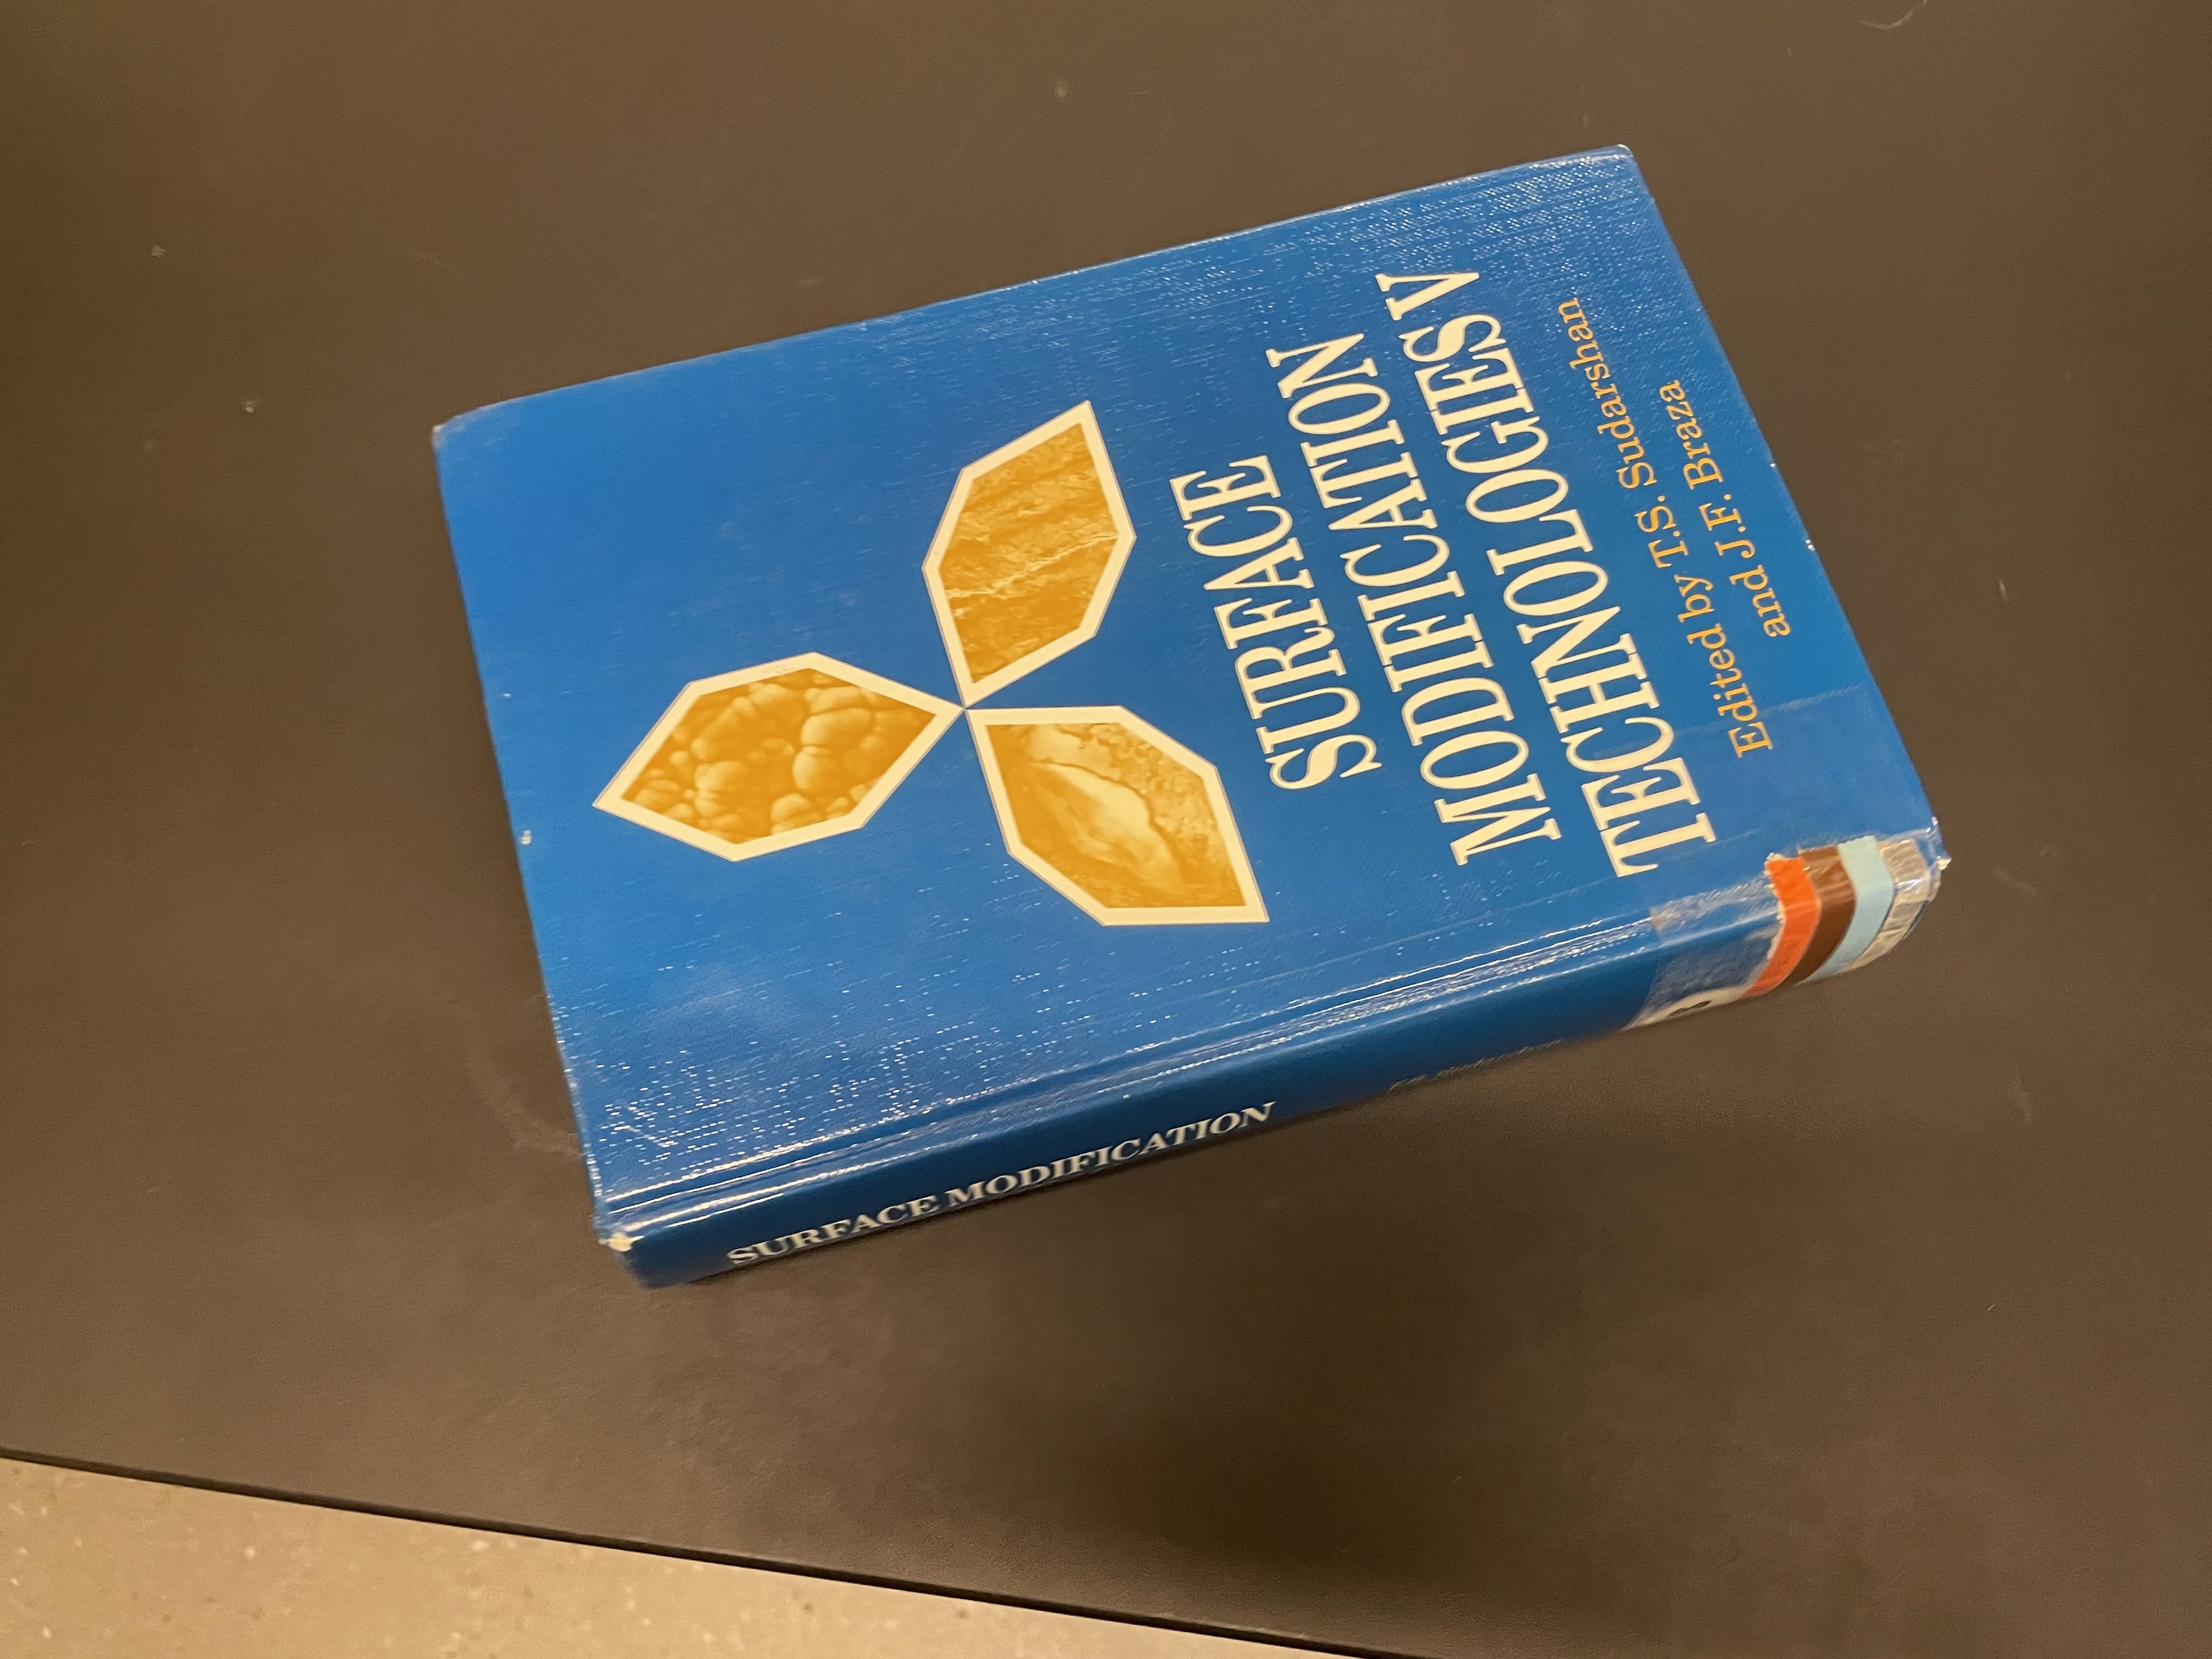 SURFACE
MODIFICATION
TECHNOLOGIES V
Edited by T.S. Sudarshan
and J.F. Braza
SURFACE MODIFICATION